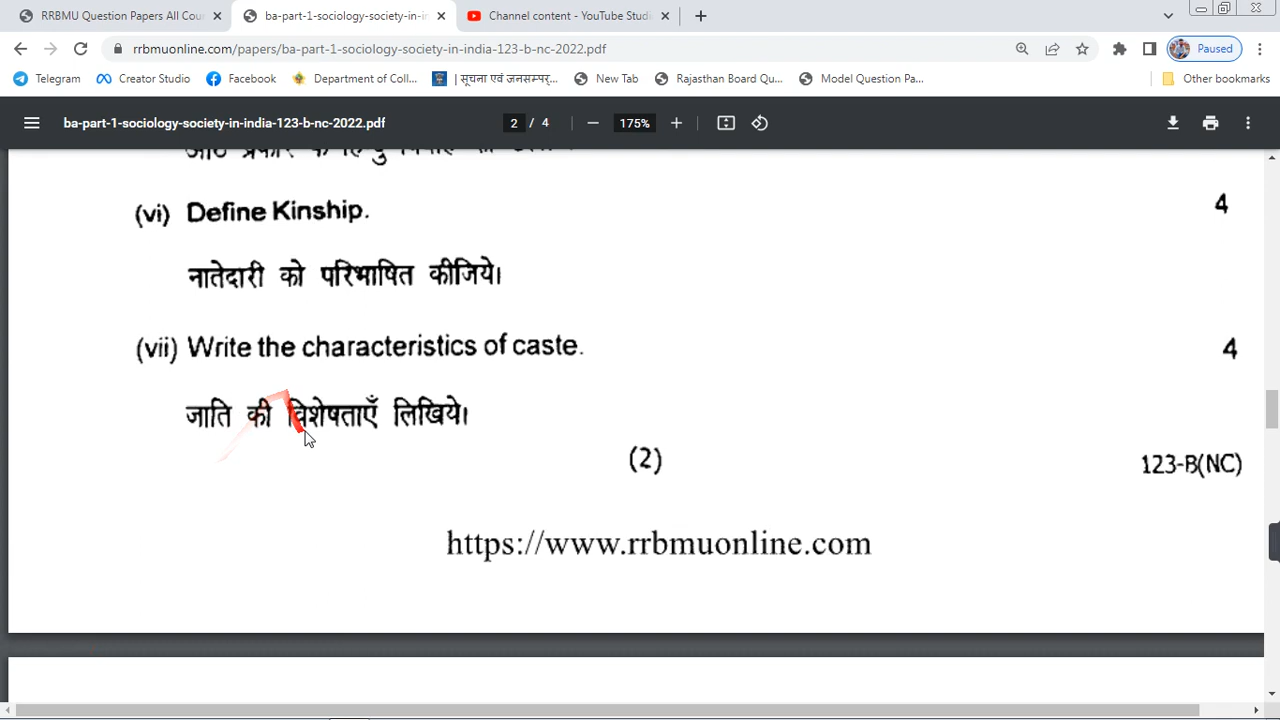 RRBMU Question Papers All Cou
ba-part-1-sociology-society-in-in
Channel content - YouTube Studi
rrbmuonline.com/papers/ba-part-1-sociology-society-in-india-123-b-nc-2022.pdf
Paused
Telegram
Creator Studio
Facebook
Department of Coll...
| सूचना एवं जनसम्पर्...
New Tab
Rajasthan Board Qu...
Model Question Pa...
Other bookmarks
ba-part-1-sociology-society-in-india-123-b-nc-2022.pdf
2 / 4
175%
(vi) Define Kinship. 4
नातेदारी को परिभाषित कीजिये।
(vii) Write the characteristics of caste. 4
जाति की विशेषताएँ लिखिये।
(2) 123-B(NC)
https://www.rrbmuonline.com